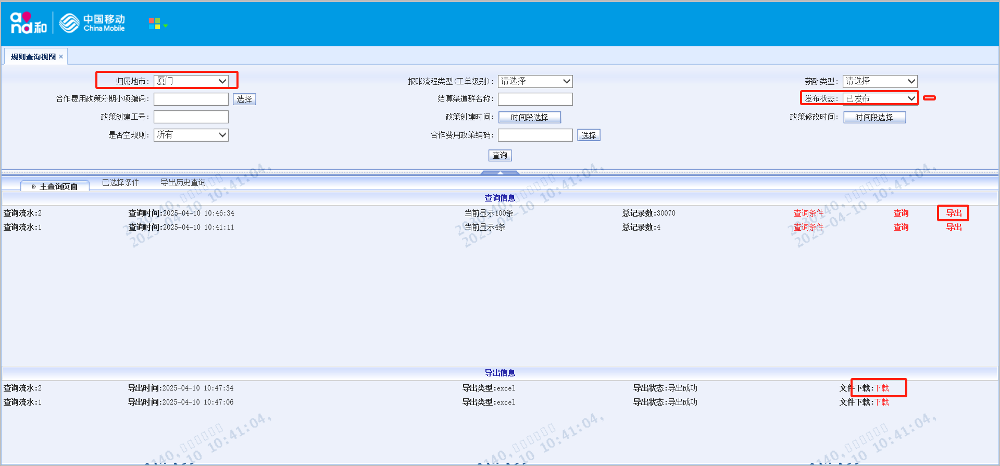 and和 中国移动 China Mobile
规则查询视图 ×
归属地市: 厦门 报账流程类型(工单级别): 请选择 薪酬类型: 请选择
合作费用政策分期小项编码: 选择 结算渠道群名称: 发布状态: 已发布
政策创建工号: 政策创建时间: 时间段选择 政策修改时间: 时间段选择
是否空规则: 所有 合作费用政策编码: 选择
查询
主查询页面 已选择条件 导出历史查询
查询信息
查询流水:2 查询时间:2025-04-10 10:46:34 当前显示100条 总记录数:30070 查询条件 查询 导出
查询流水:1 查询时间:2025-04-10 10:41:11 当前显示4条 总记录数:4 查询条件 查询 导出
导出信息
查询流水:2 导出时间:2025-04-10 10:47:34 导出类型:excel 导出状态:导出成功 文件下载:下载
查询流水:1 导出时间:2025-04-10 10:47:06 导出类型:excel 导出状态:导出成功 文件下载:下载